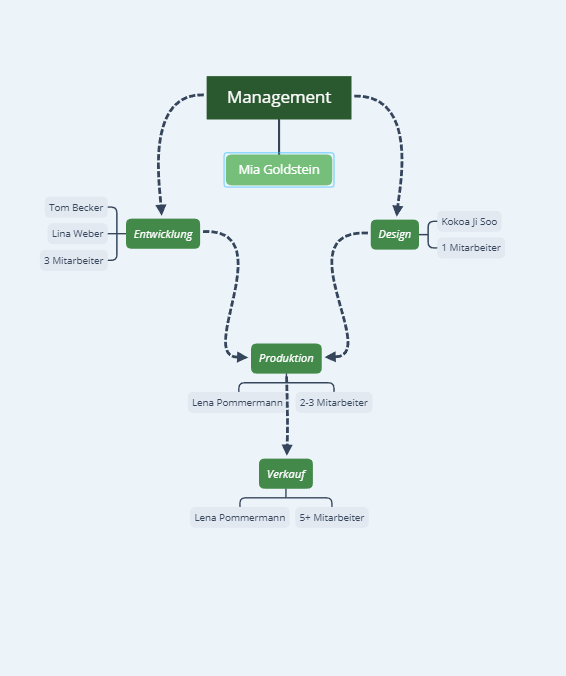 Management
Mia Goldstein
Tom Becker
Lina Weber
3 Mitarbeiter
Entwicklung
Design
Kokoa Ji Soo
1 Mitarbeiter
Produktion
Lena Pommermann
2-3 Mitarbeiter
Verkauf
Lena Pommermann
5+ Mitarbeiter